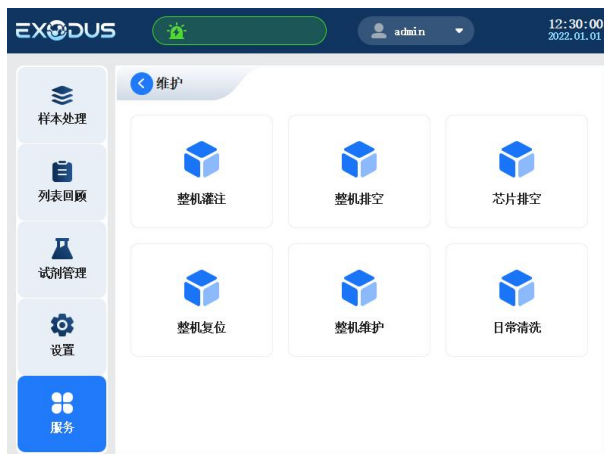 EXODUS
admin
12:30:00
2022.01.01
维护
样本处理
列表回顾
试剂管理
设置
服务
整机灌注
整机排空
芯片排空
整机复位
整机维护
日常清洗